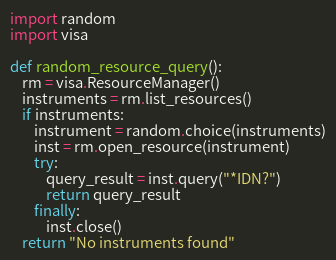 import random
import visa

def random_resource_query():
    rm = visa.ResourceManager()
    instruments = rm.list_resources()
    if instruments:
        instrument = random.choice(instruments)
        inst = rm.open_resource(instrument)
        try:
            query_result = inst.query("*IDN?")
            return query_result
        finally:
            inst.close()
    return "No instruments found"